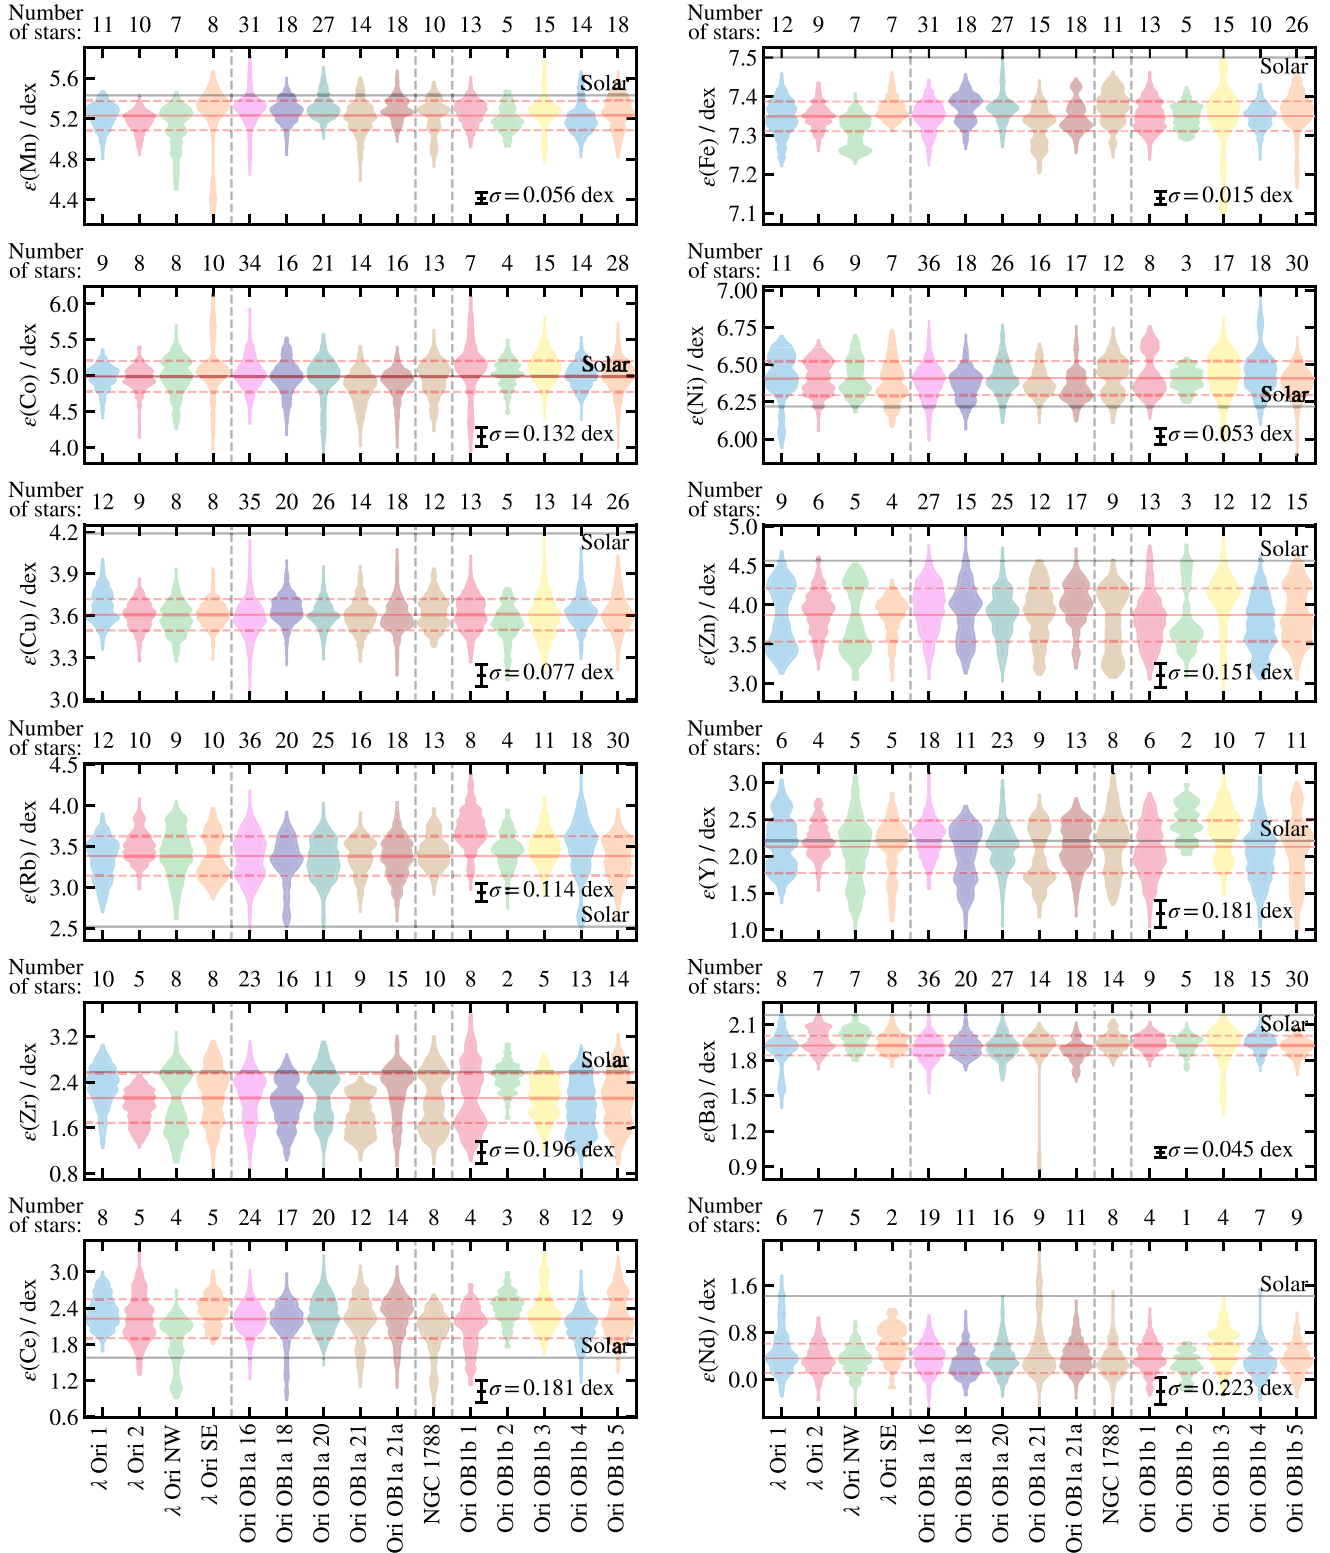 Number
of stars: 11 10 7 8 31 18 27 14 18 10 13 5 15 14 18
ε(Mn) / dex
5.6
5.2
4.8
4.4
Solar
σ = 0.056 dex
Number
of stars: 12 9 7 7 31 18 27 15 18 11 13 5 15 10 26
ε(Fe) / dex
7.5
7.4
7.3
7.2
7.1
Solar
σ = 0.015 dex
Number
of stars: 9 8 8 10 34 16 21 14 16 13 7 4 15 14 28
ε(Co) / dex
6.0
5.5
5.0
4.5
4.0
Solar
σ = 0.132 dex
Number
of stars: 11 6 9 7 36 18 26 16 17 12 8 3 17 18 30
ε(Ni) / dex
7.00
6.75
6.50
6.25
6.00
Solar
σ = 0.053 dex
Number
of stars: 12 9 8 8 35 20 26 14 18 12 13 5 13 14 26
ε(Cu) / dex
4.2
3.9
3.6
3.3
3.0
Solar
σ = 0.077 dex
Number
of stars: 9 6 5 4 27 15 25 12 17 9 13 3 12 12 15
ε(Zn) / dex
5.0
4.5
4.0
3.5
3.0
Solar
σ = 0.151 dex
Number
of stars: 12 10 9 10 36 20 25 16 18 13 8 4 11 18 30
ε(Rb) / dex
4.5
4.0
3.5
3.0
2.5
σ = 0.114 dex
Solar
Number
of stars: 6 4 5 5 18 11 23 9 13 8 6 2 10 7 11
ε(Y) / dex
3.0
2.5
2.0
1.5
1.0
Solar
σ = 0.181 dex
Number
of stars: 10 5 8 8 23 16 11 9 15 10 8 2 5 13 14
ε(Zr) / dex
3.2
2.4
1.6
0.8
Solar
σ = 0.196 dex
Number
of stars: 8 7 7 8 36 20 27 14 18 14 9 5 18 15 30
ε(Ba) / dex
2.1
1.8
1.5
1.2
0.9
Solar
σ = 0.045 dex
Number
of stars: 8 5 4 5 24 17 20 12 14 8 4 3 8 12 9
ε(Ce) / dex
3.0
2.4
1.8
1.2
0.6
Solar
σ = 0.181 dex
Number
of stars: 6 7 5 2 19 11 16 9 11 8 4 1 4 7 9
ε(Nd) / dex
1.6
0.8
0.0
Solar
σ = 0.223 dex
λ Ori 1
λ Ori 2
λ Ori NW
λ Ori SE
Ori OB1a 16
Ori OB1a 18
Ori OB1a 20
Ori OB1a 21
Ori OB1a 21a
NGC 1788
Ori OB1b 1
Ori OB1b 2
Ori OB1b 3
Ori OB1b 4
Ori OB1b 5
λ Ori 1
λ Ori 2
λ Ori NW
λ Ori SE
Ori OB1a 16
Ori OB1a 18
Ori OB1a 20
Ori OB1a 21
Ori OB1a 21a
NGC 1788
Ori OB1b 1
Ori OB1b 2
Ori OB1b 3
Ori OB1b 4
Ori OB1b 5